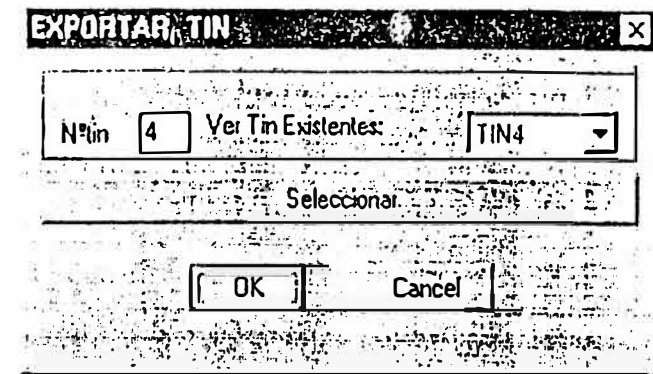 EXPORTAR TIN X
Nºtin 4 Ver Tin Existentes: TIN4
Seleccionar
OK Cancel